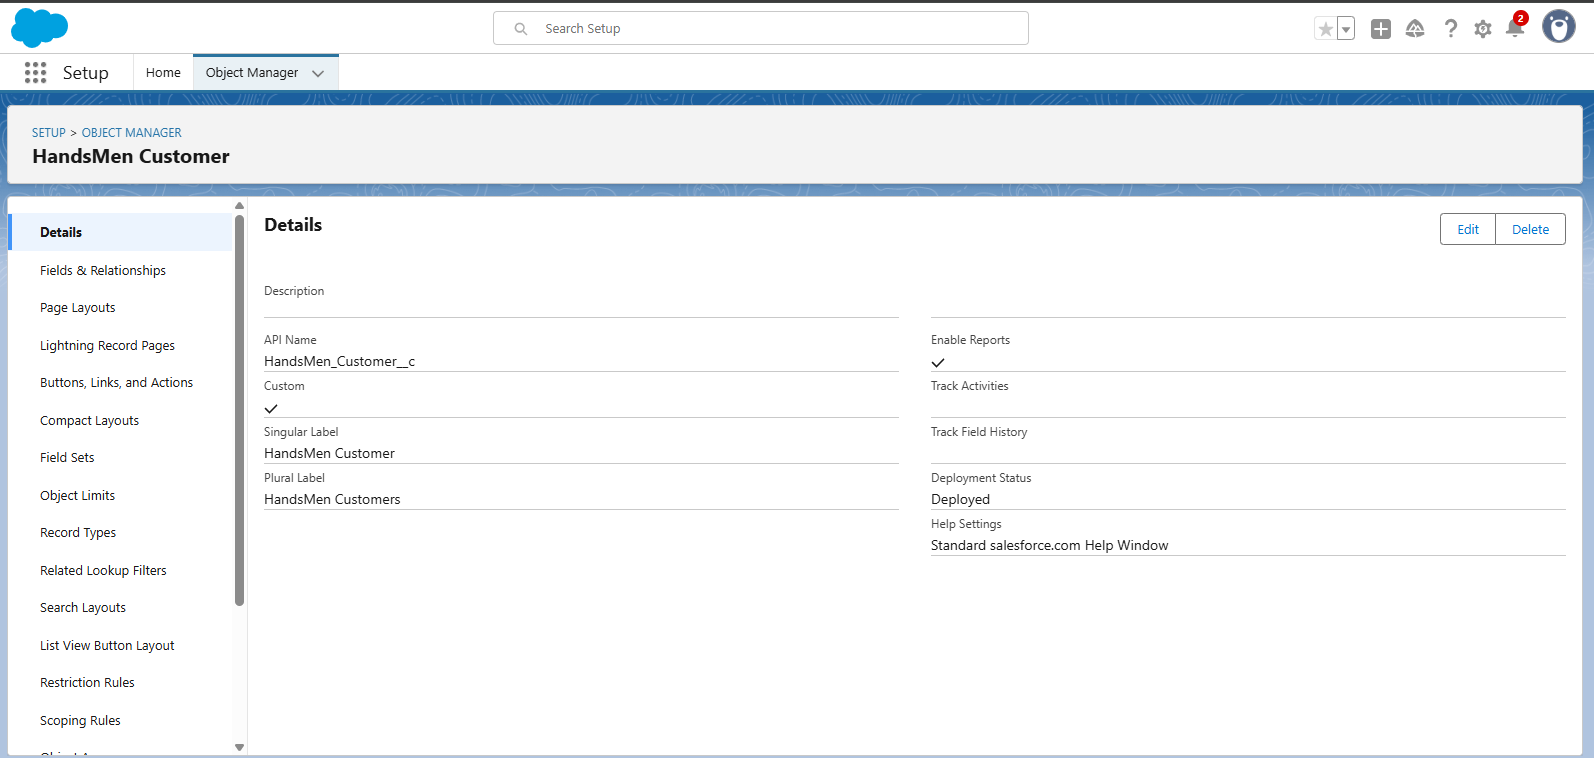 Search Setup
2
Setup
Home
Object Manager
SETUP > OBJECT MANAGER
HandsMen Customer
Details
Fields & Relationships
Page Layouts
Lightning Record Pages
Buttons, Links, and Actions
Compact Layouts
Field Sets
Object Limits
Record Types
Related Lookup Filters
Search Layouts
List View Button Layout
Restriction Rules
Scoping Rules
Details
Edit
Delete
Description
API Name
HandsMen_Customer__c
Custom
Singular Label
HandsMen Customer
Plural Label
HandsMen Customers
Enable Reports
Track Activities
Track Field History
Deployment Status
Deployed
Help Settings
Standard salesforce.com Help Window